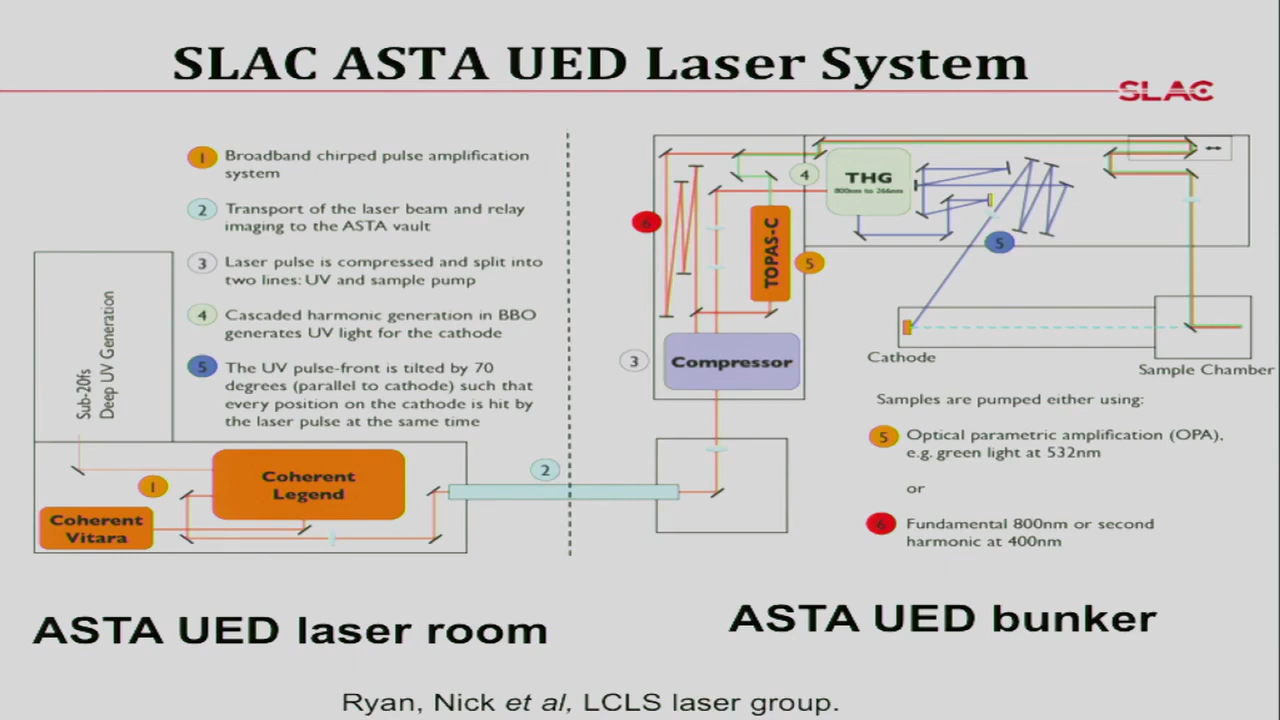 SLAC ASTA UED Laser System
SLAC
1 Broadband chirped pulse amplification
system
2 Transport of the laser beam and relay
imaging to the ASTA vault
3 Laser pulse is compressed and split into
two lines: UV and sample pump
4 Cascaded harmonic generation in BBO
generates UV light for the cathode
5 The UV pulse-front is tilted by 70
degrees (parallel to cathode) such that
every position on the cathode is hit by
the laser pulse at the same time
Sub-20fs
Deep UV Generation
1
Coherent
Legend
Coherent
Vitara
2
6
4
THG
800nm to 266nm
TOPAS-C
5
5
3
Compressor
Cathode
Sample Chamber
Samples are pumped either using:
5 Optical parametric amplification (OPA),
e.g. green light at 532nm
or
6 Fundamental 800nm or second
harmonic at 400nm
ASTA UED laser room
ASTA UED bunker
Ryan, Nick et al, LCLS laser group.